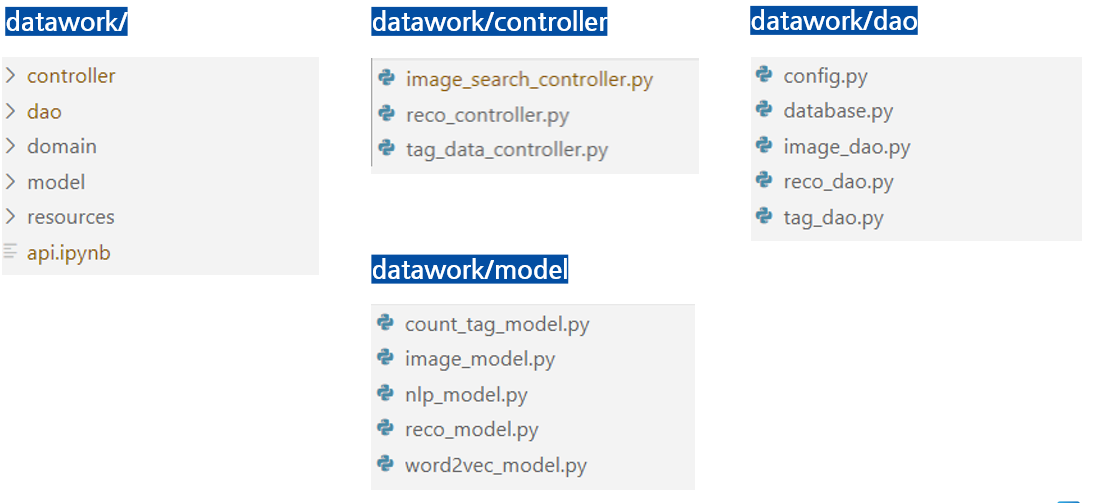 datawork/
controller
dao
domain
model
resources
api.ipynb
datawork/controller
image_search_controller.py
reco_controller.py
tag_data_controller.py
datawork/model
count_tag_model.py
image_model.py
nlp_model.py
reco_model.py
word2vec_model.py
datawork/dao
config.py
database.py
image_dao.py
reco_dao.py
tag_dao.py